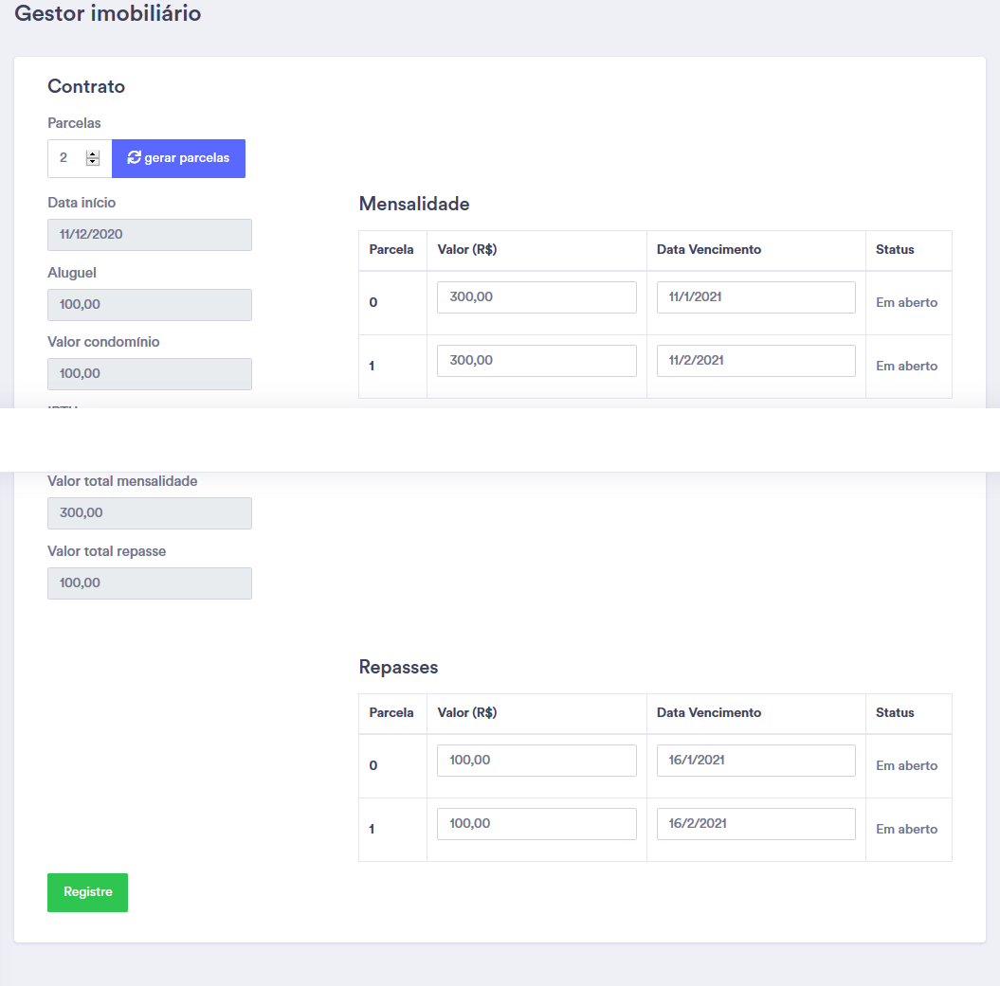 Gestor imobiliário
Contrato
Parcelas
2
gerar parcelas
Data início
11/12/2020
Aluguel
100,00
Valor condomínio
100,00
Mensalidade
Parcela Valor (R$) Data Vencimento Status
0 300,00 11/1/2021 Em aberto
1 300,00 11/2/2021 Em aberto
Valor total mensalidade
300,00
Valor total repasse
100,00
Repasses
Parcela Valor (R$) Data Vencimento Status
0 100,00 16/1/2021 Em aberto
1 100,00 16/2/2021 Em aberto
Registre